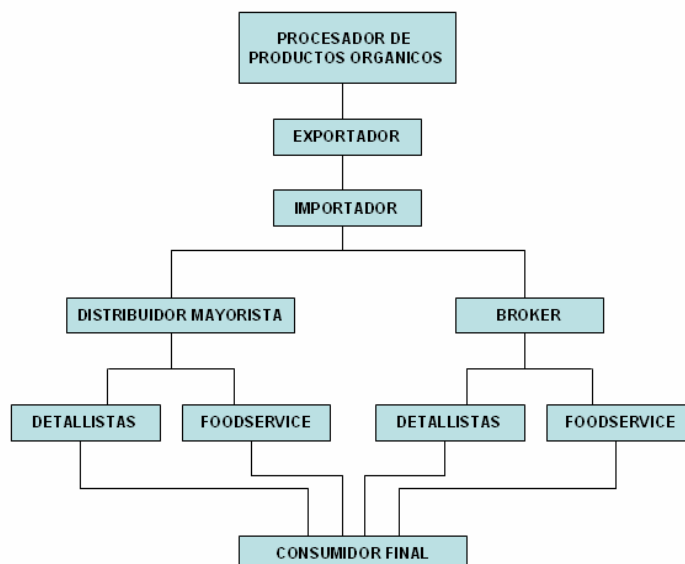 PROCESADOR DE
PRODUCTOS ORGANICOS
EXPORTADOR
IMPORTADOR
DISTRIBUIDOR MAYORISTA
BROKER
DETALLISTAS
FOODSERVICE
DETALLISTAS
FOODSERVICE
CONSUMIDOR FINAL